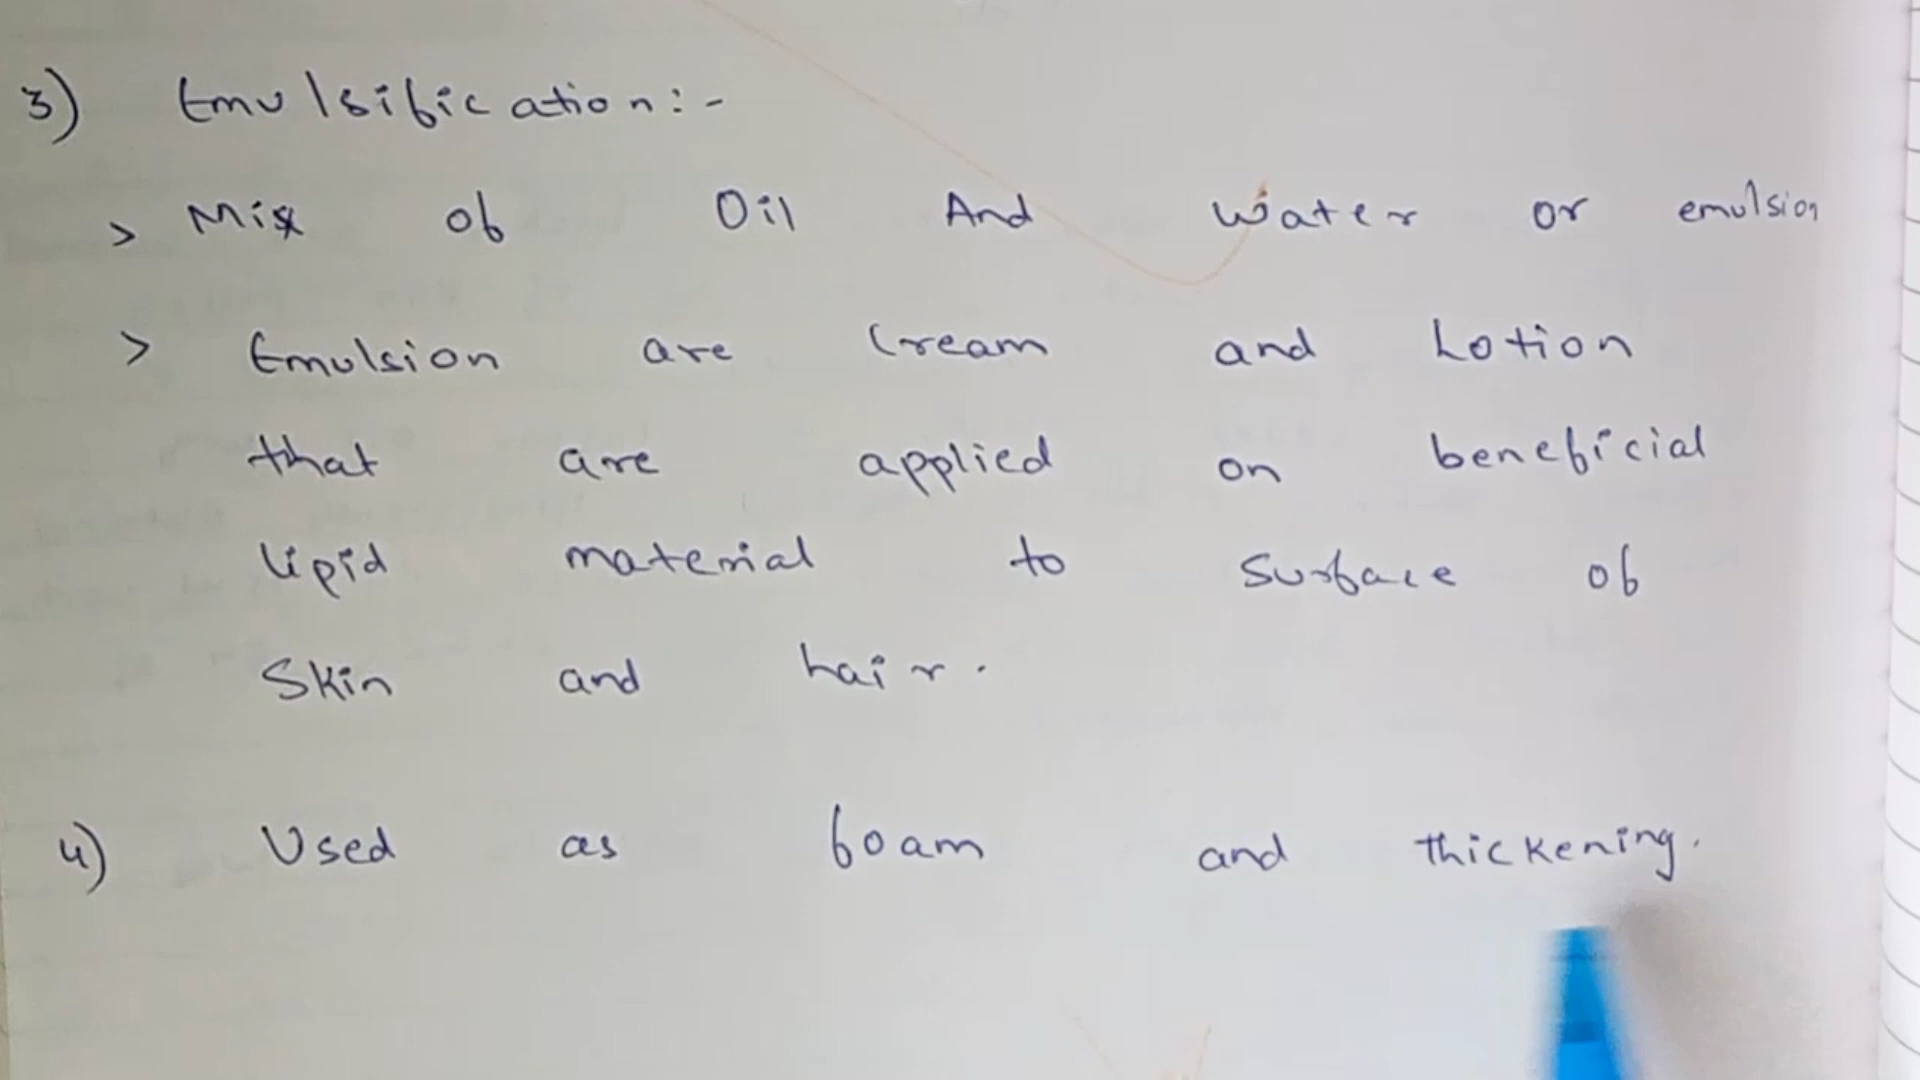 3) Emulsification:-
> Mix of Oil And Water or emulsion
> Emulsion are Cream and Lotion
that are applied on beneficial
lipid material to Surface of
Skin and hair.
4) Used as foam and thickening.